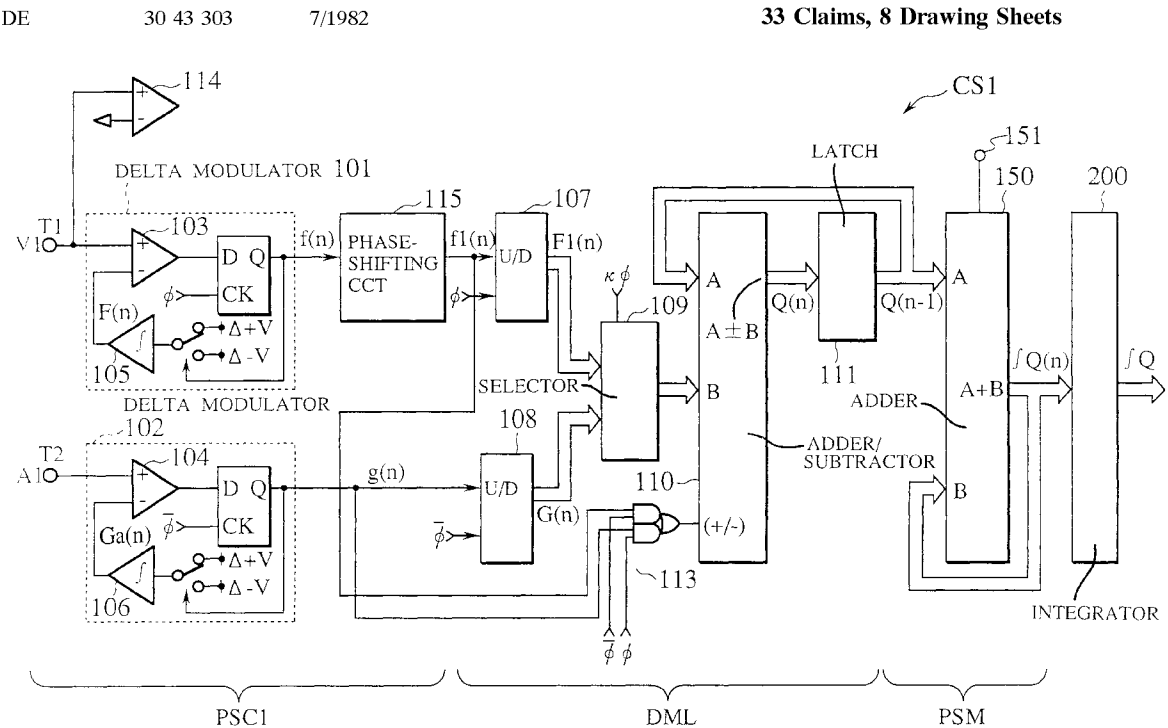 DE 30 43 303 7/1982
33 Claims, 8 Drawing Sheets
114
CS1
DELTA MODULATOR 101
LATCH
151
150
200
T1
V1
103
D Q
CK
φ
f(n)
115
PHASE-
SHIFTING
CCT
f1(n)
107
U/D
φ
F1(n)
κφ
109
SELECTOR
A
A±B
B
Q(n)
111
Q(n-1)
A
ADDER
A+B
∫Q(n)
∫Q
F(n)
∫
105
Δ+V
Δ-V
DELTA MODULATOR
102
T2
A1
104
D Q
CK
φ̅
g(n)
108
U/D
φ̅
G(n)
110
ADDER/
SUBTRACTOR
(+/-)
113
φ̅ φ
B
Ga(n)
∫
106
Δ+V
Δ-V
INTEGRATOR
PSC1
DML
PSM